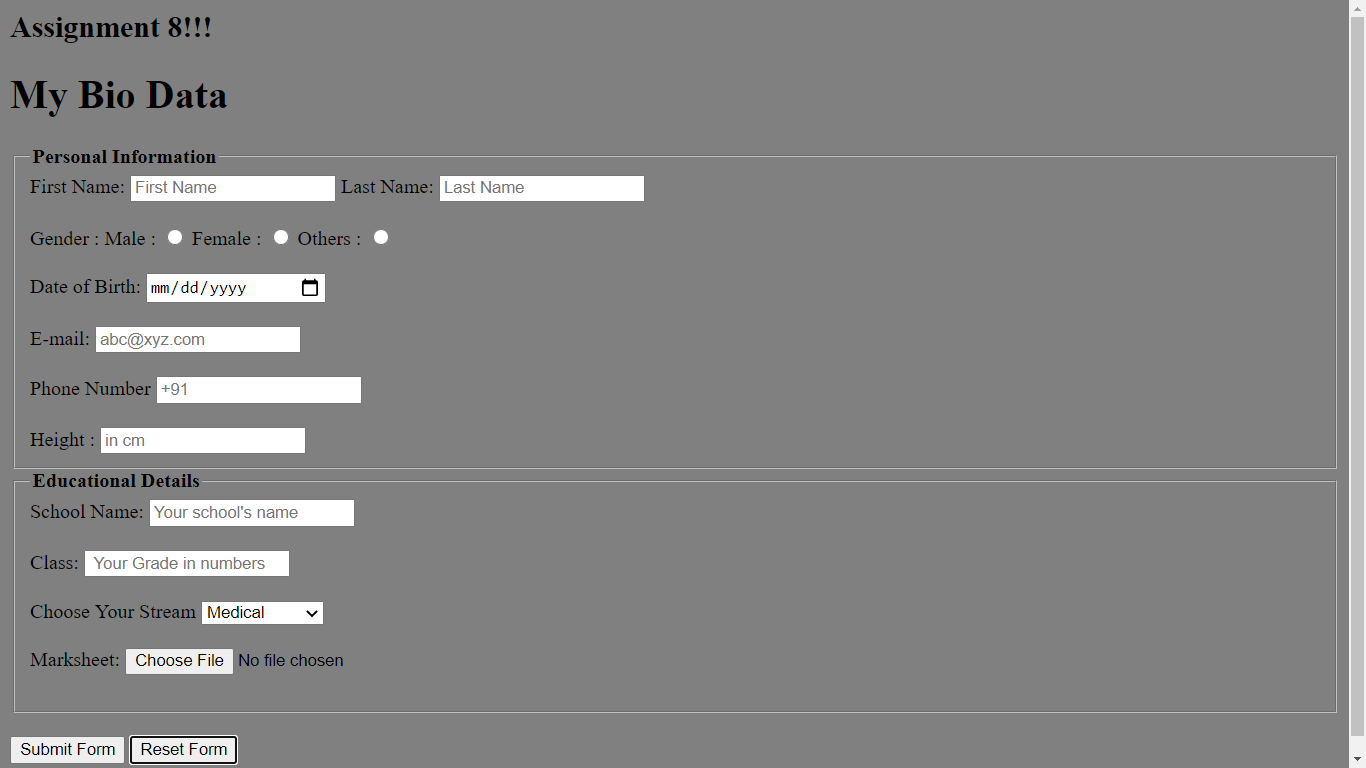 Assignment 8!!!
My Bio Data
Personal Information
First Name: First Name Last Name: Last Name
Gender : Male : Female : Others :
Date of Birth: mm/dd/yyyy
E-mail: abc@xyz.com
Phone Number +91
Height : in cm
Educational Details
School Name: Your school's name
Class: Your Grade in numbers
Choose Your Stream Medical
Marksheet: Choose File No file chosen
Submit Form Reset Form